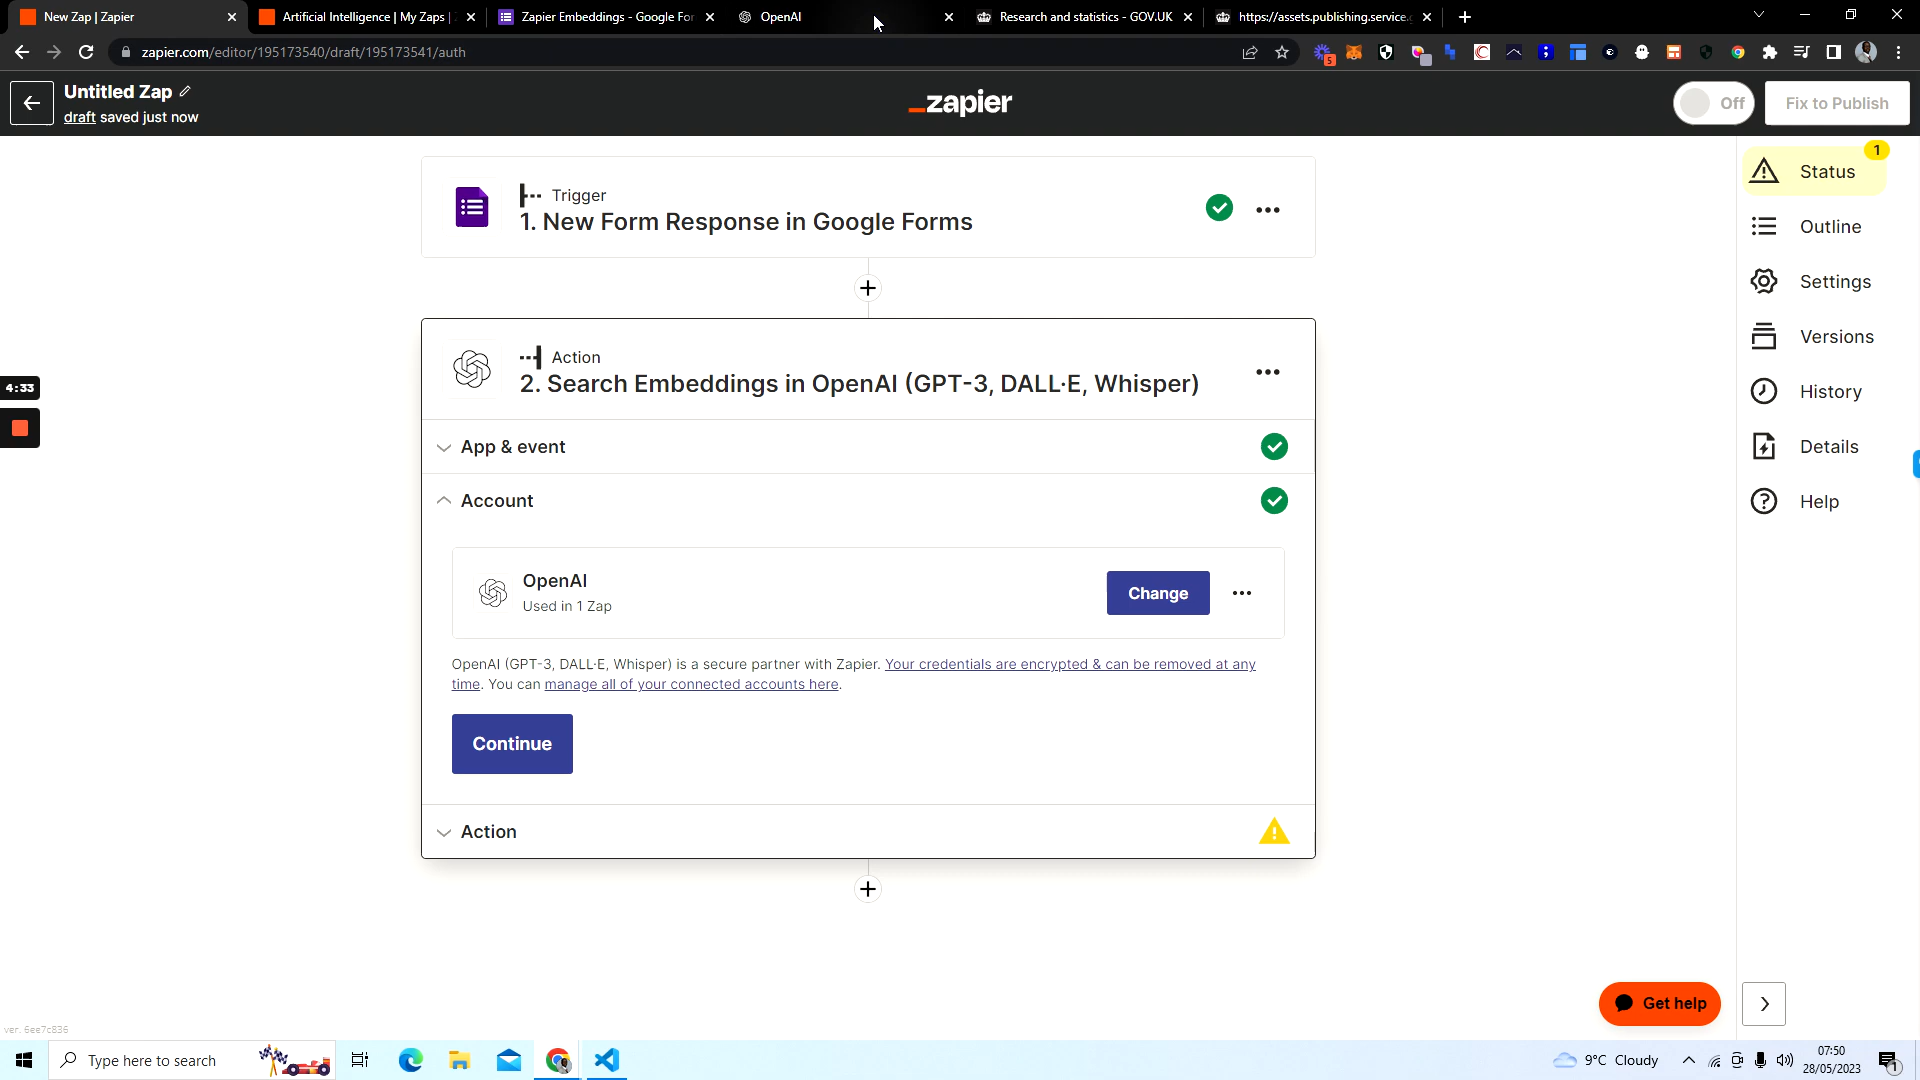 New Zap | Zapier
Artificial Intelligence | My Zaps |
Zapier Embeddings - Google For
OpenAI
Research and statistics - GOV.UK
https://assets.publishing.service.
zapier.com/editor/195173540/draft/195173541/auth
5
Untitled Zap
draft saved just now
zapier
Off
Fix to Publish
Trigger
1. New Form Response in Google Forms
1
Status
Outline
Settings
Versions
History
Details
Help
4:33
Action
2. Search Embeddings in OpenAI (GPT-3, DALL·E, Whisper)
App & event
Account
OpenAI
Used in 1 Zap
Change
OpenAI (GPT-3, DALL·E, Whisper) is a secure partner with Zapier. Your credentials are encrypted & can be removed at any
time. You can manage all of your connected accounts here.
Continue
Action
Get help
ver. 6ee7c836
Type here to search
9°C Cloudy
07:50
28/05/2023
1